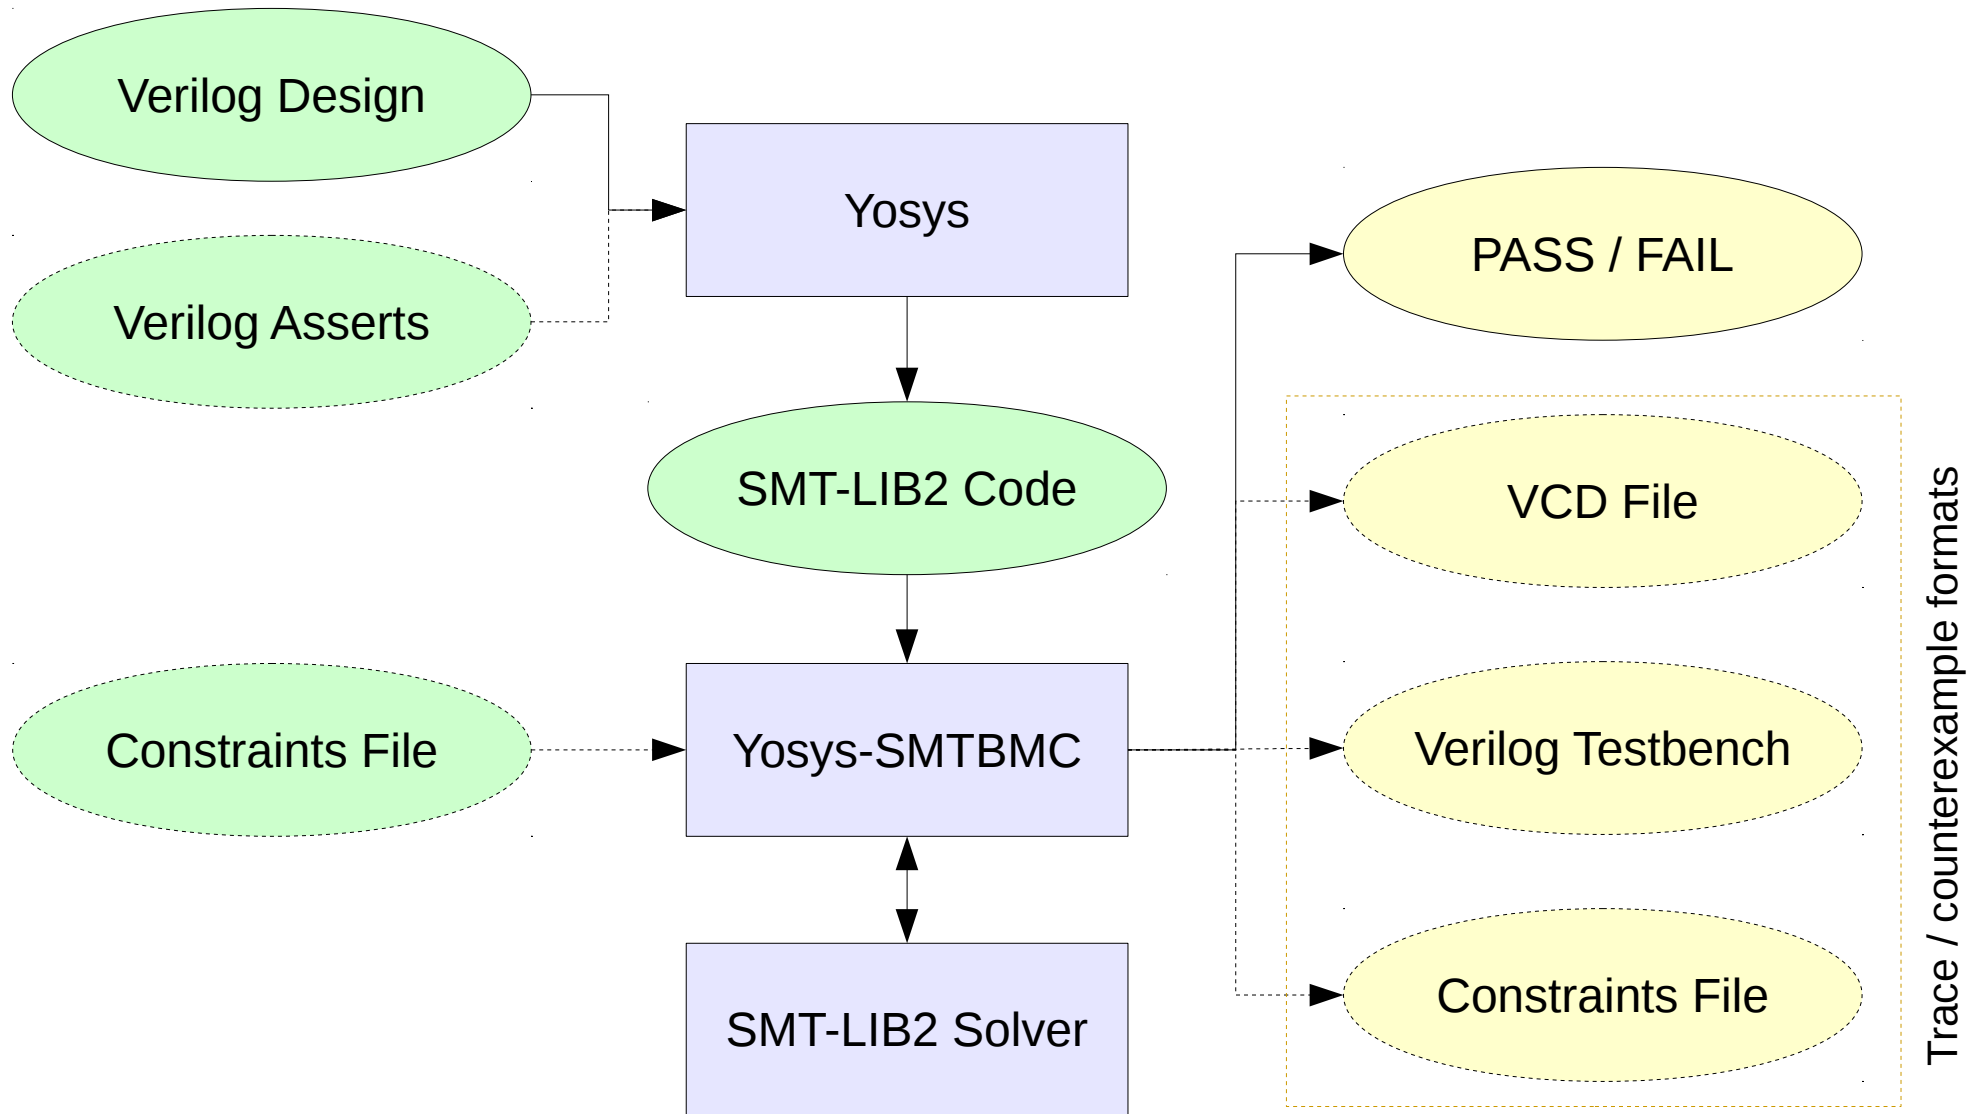 Verilog Design
Verilog Asserts
Yosys
SMT-LIB2 Code
Constraints File
Yosys-SMTBMC
SMT-LIB2 Solver
PASS / FAIL
VCD File
Verilog Testbench
Constraints File
Trace / counterexample formats